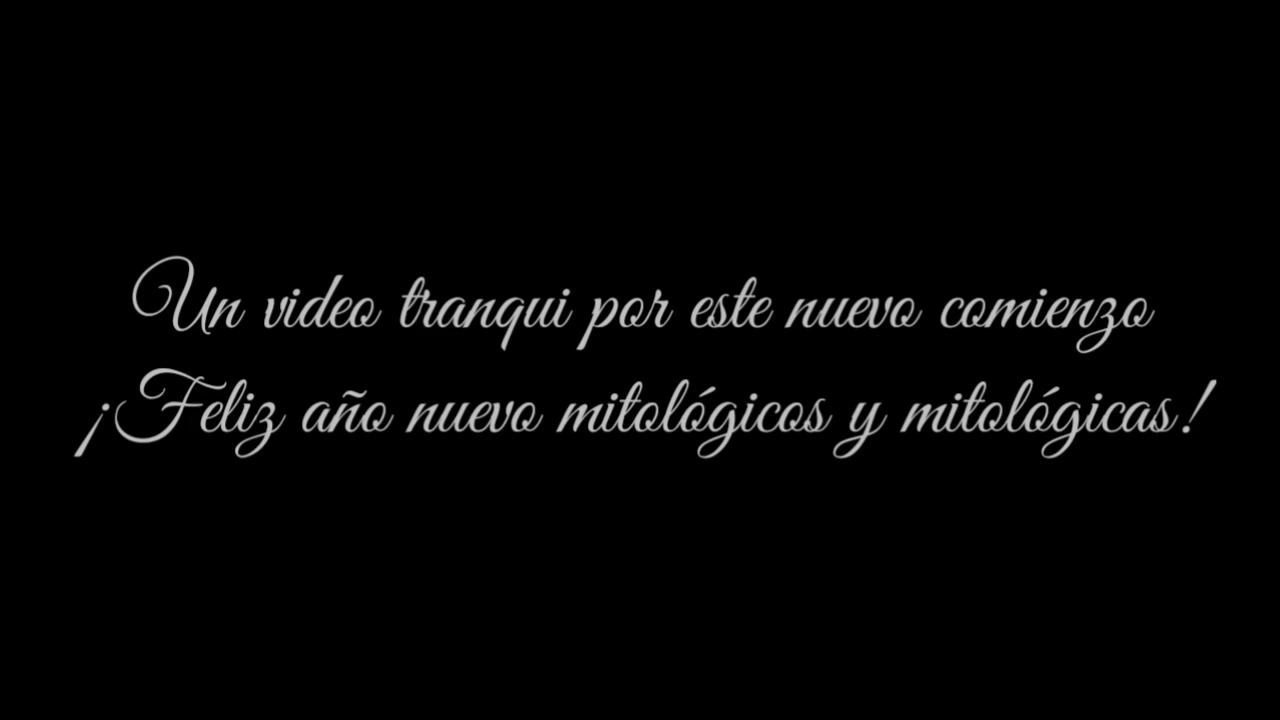 Un video tranqui por este nuevo comienzo
¡Feliz año nuevo mitológicos y mitológicas!